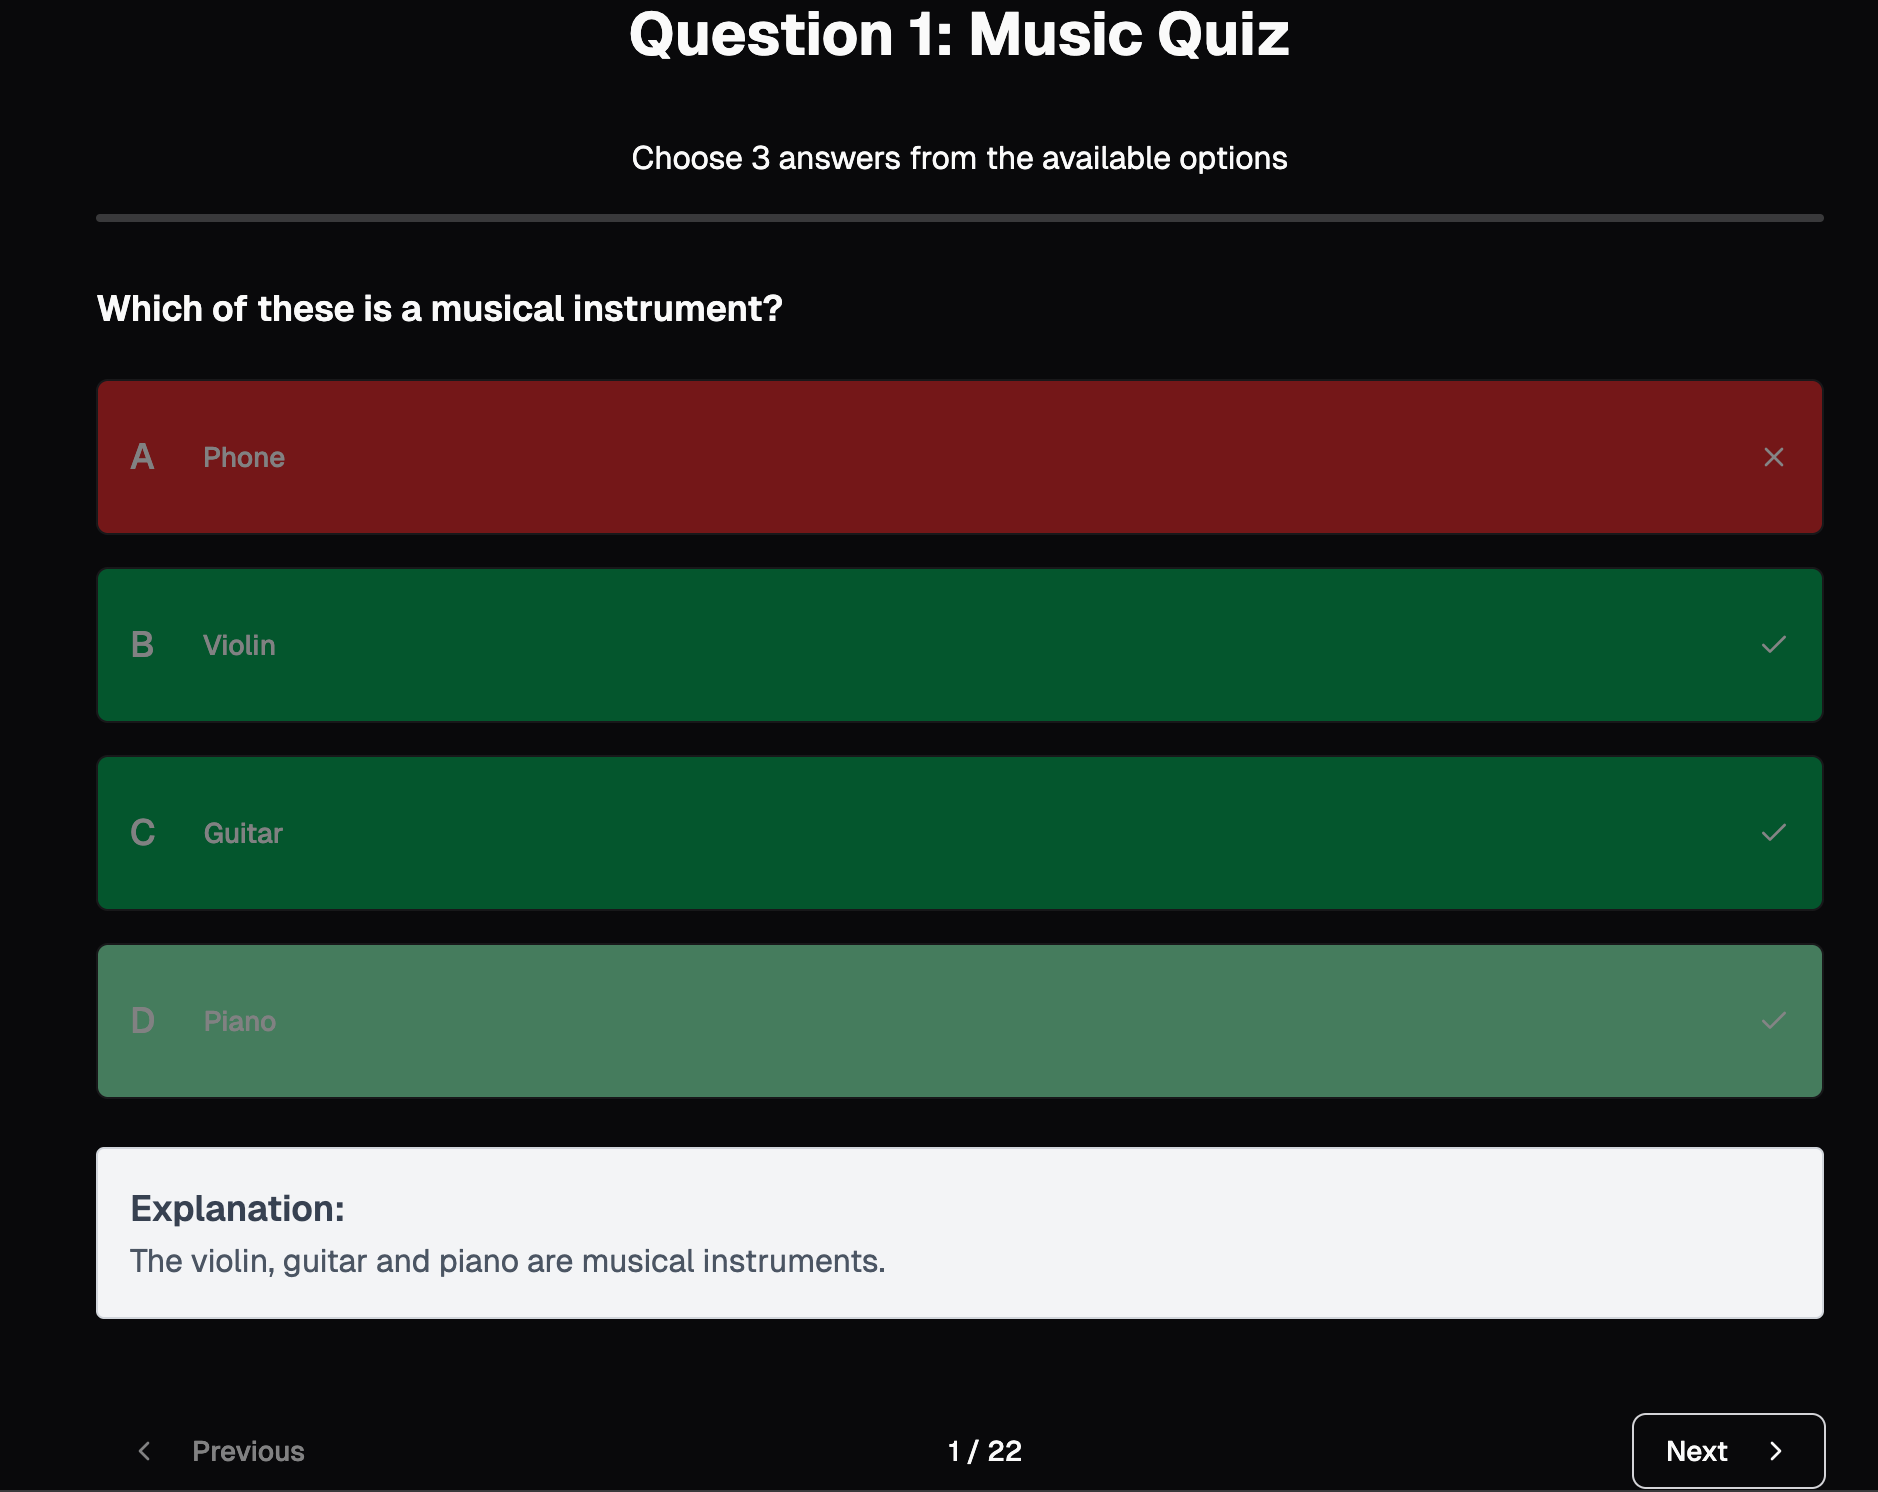 Question 1: Music Quiz
Choose 3 answers from the available options
Which of these is a musical instrument?
A Phone
B Violin
C Guitar
D Piano
Explanation:
The violin, guitar and piano are musical instruments.
Previous 1 / 22 Next